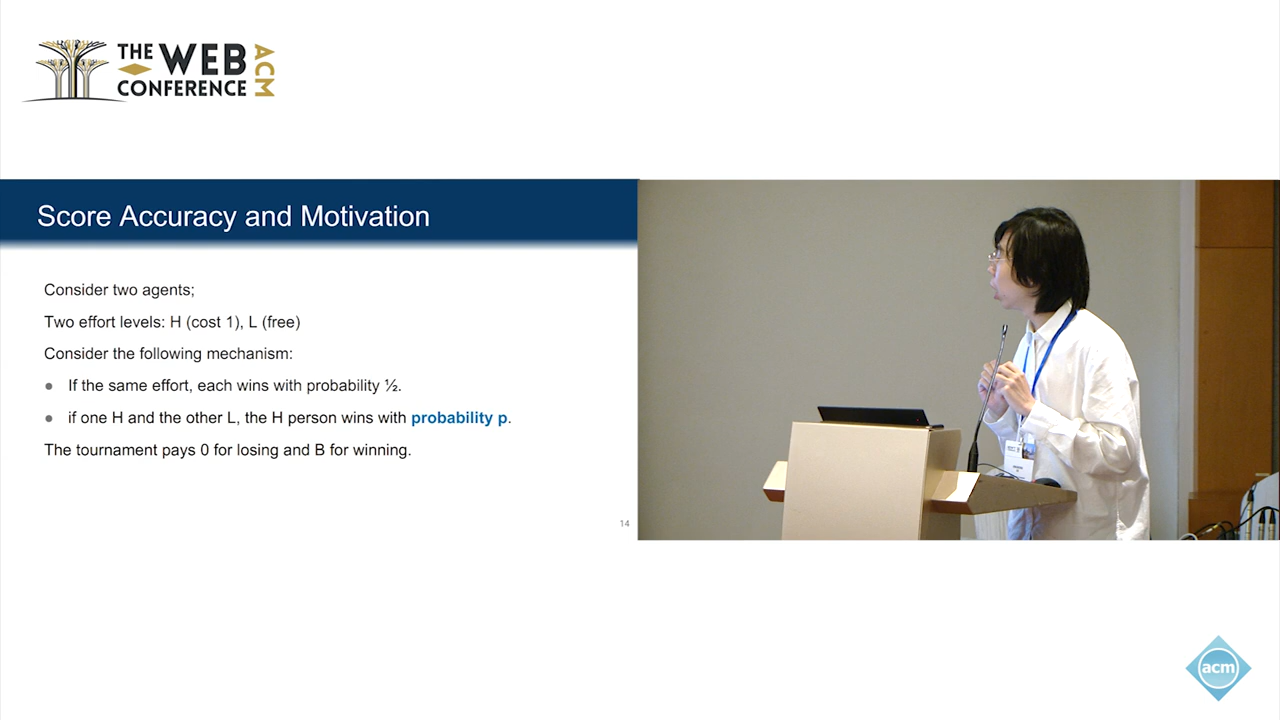 THE WEB
CONFERENCE
ACM
Score Accuracy and Motivation
Consider two agents;
Two effort levels: H (cost 1), L (free)
Consider the following mechanism:
● If the same effort, each wins with probability ½.
● if one H and the other L, the H person wins with probability p.
The tournament pays 0 for losing and B for winning.
14
acm